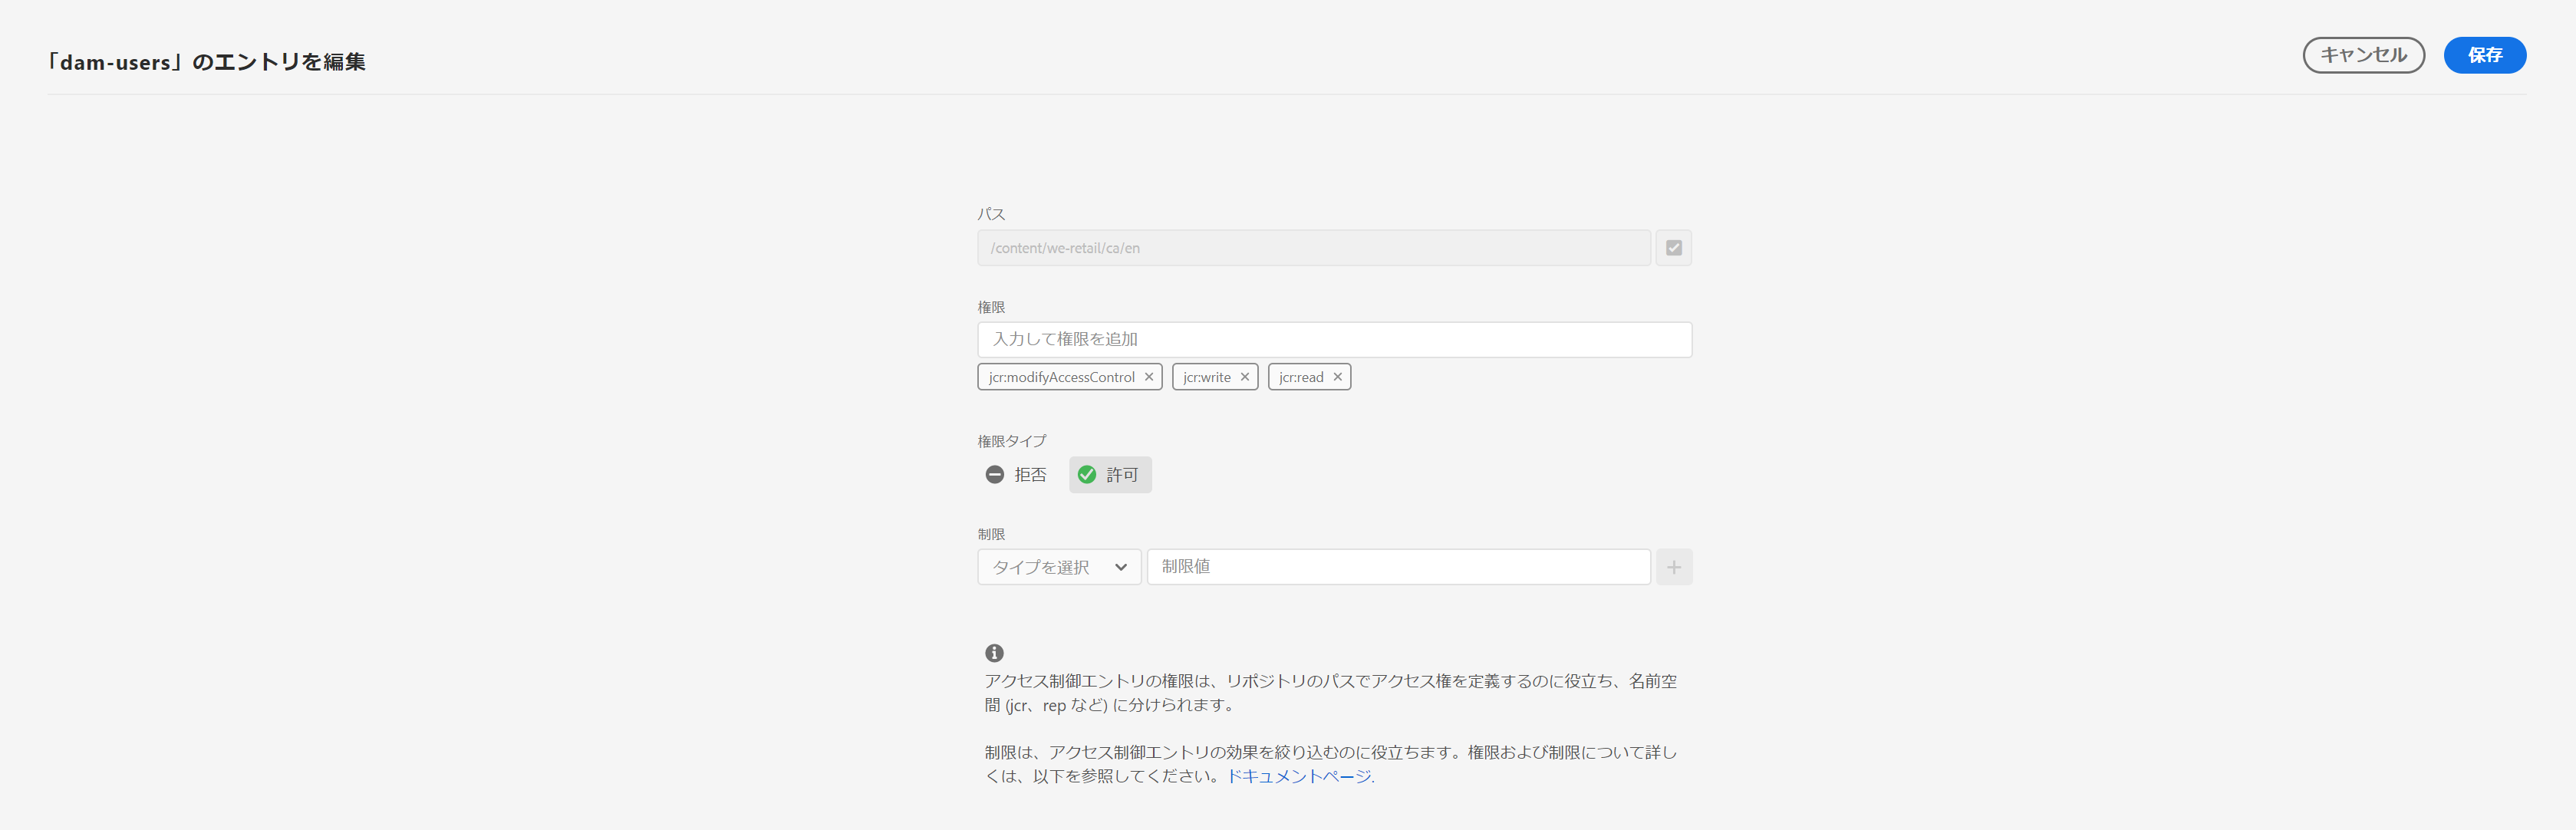 「dam-users」のエントリを編集
キャンセル
保存
パス
/content/we-retail/ca/en
権限
入力して権限を追加
jcr:modifyAccessControl
jcr:write
jcr:read
権限タイプ
拒否
許可
制限
タイプを選択
制限値
アクセス制御エントリの権限は、リポジトリのパスでアクセス権を定義するのに役立ち、名前空
間 (jcr、rep など) に分けられます。
制限は、アクセス制御エントリの効果を絞り込むのに役立ちます。権限および制限について詳し
くは、以下を参照してください。ドキュメントページ.